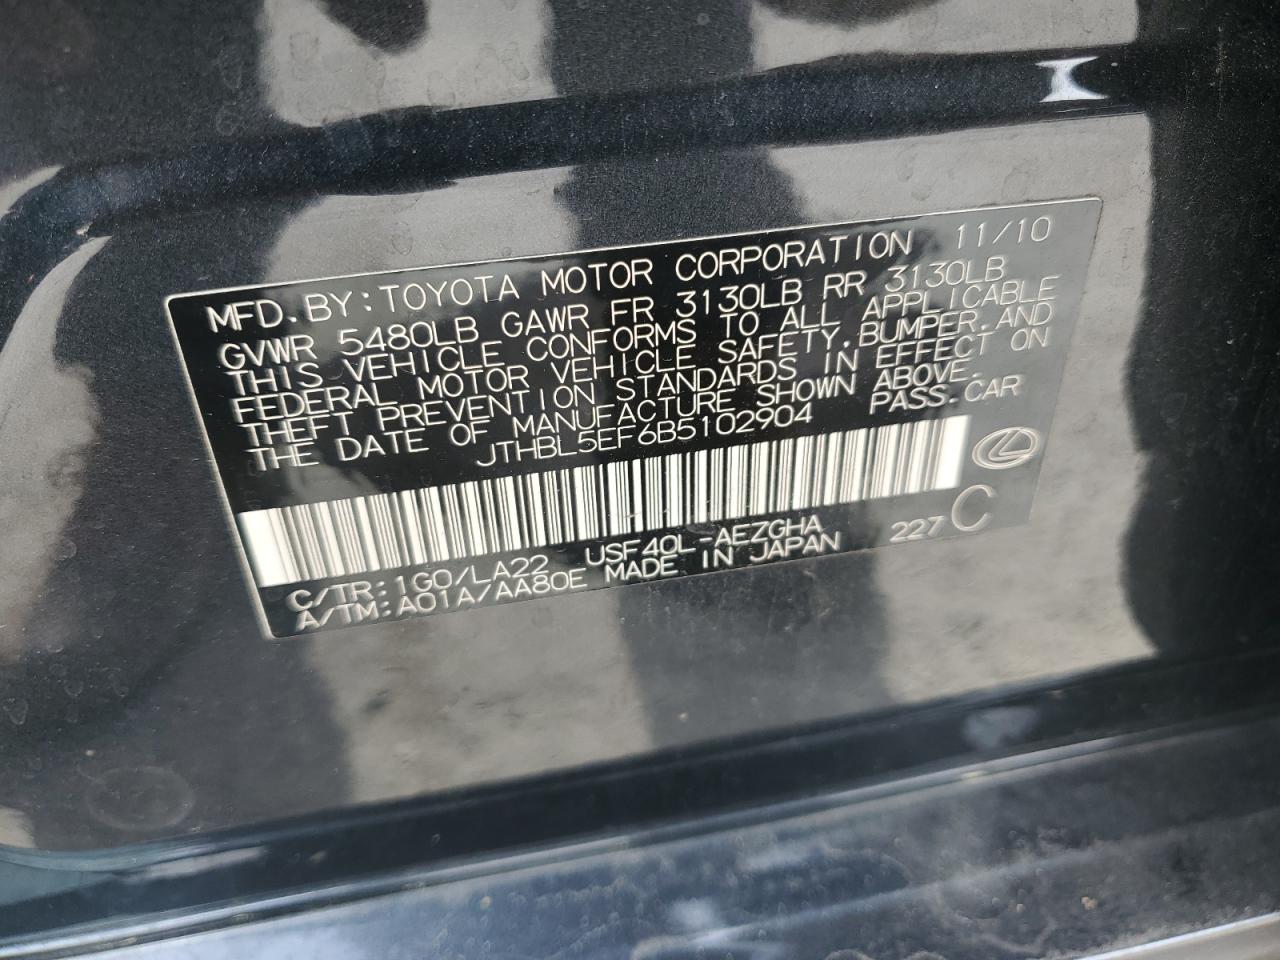 MFD.BY:TOYOTA MOTOR CORPORATION 11/10
GVWR 5480LB GAWR FR 3130LB RR 3130LB
THIS VEHICLE CONFORMS TO ALL APPLICABLE
FEDERAL MOTOR VEHICLE SAFETY,BUMPER,AND
THEFT PREVENTION STANDARDS IN EFFECT ON
THE DATE OF MANUFACTURE SHOWN ABOVE.
JTHBL5EF6B5102904 PASS.CAR
C/TR:1G0/LA22 USF40L-AEZGHA 227 C
A/TM:A01A/AA80E MADE IN JAPAN